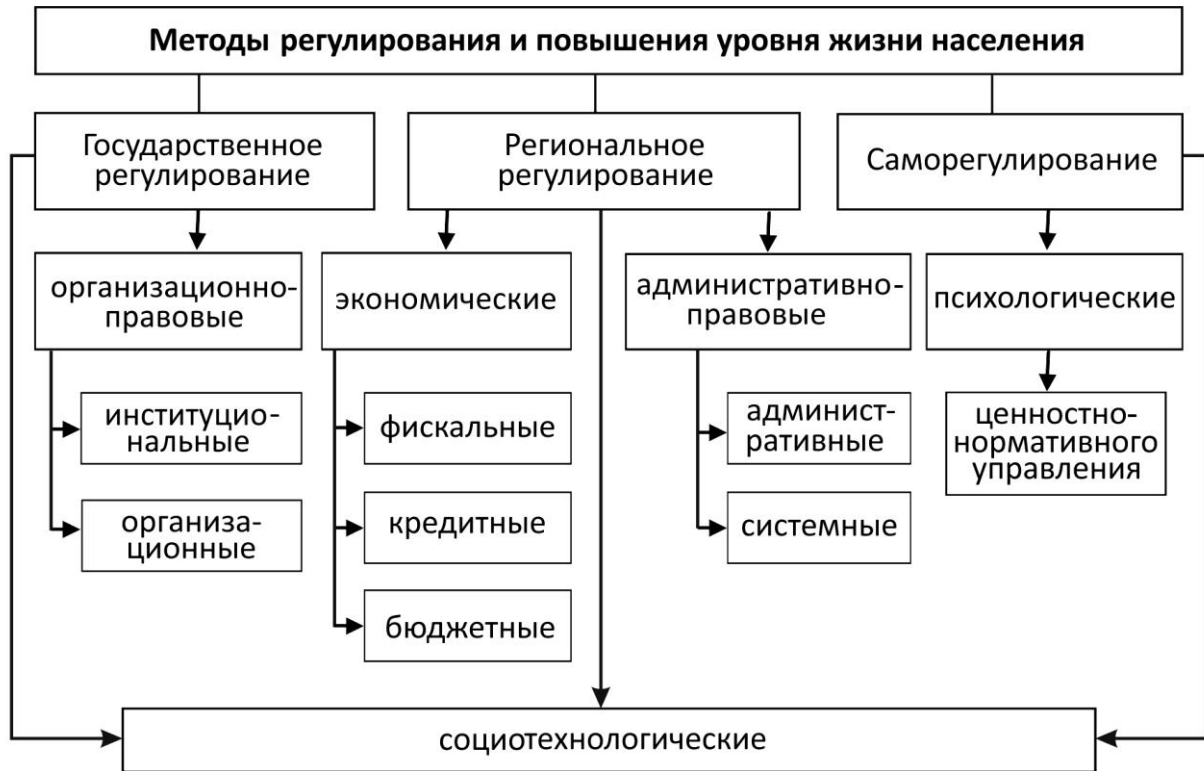 Методы регулирования и повышения уровня жизни населения
Государственное
регулирование
Региональное
регулирование
Саморегулирование
организационно-
правовые
экономические
административно-
правовые
психологические
институцио-
нальные
фискальные
админист-
ративные
ценностно-
нормативного
управления
организа-
ционные
кредитные
системные
бюджетные
социотехнологические